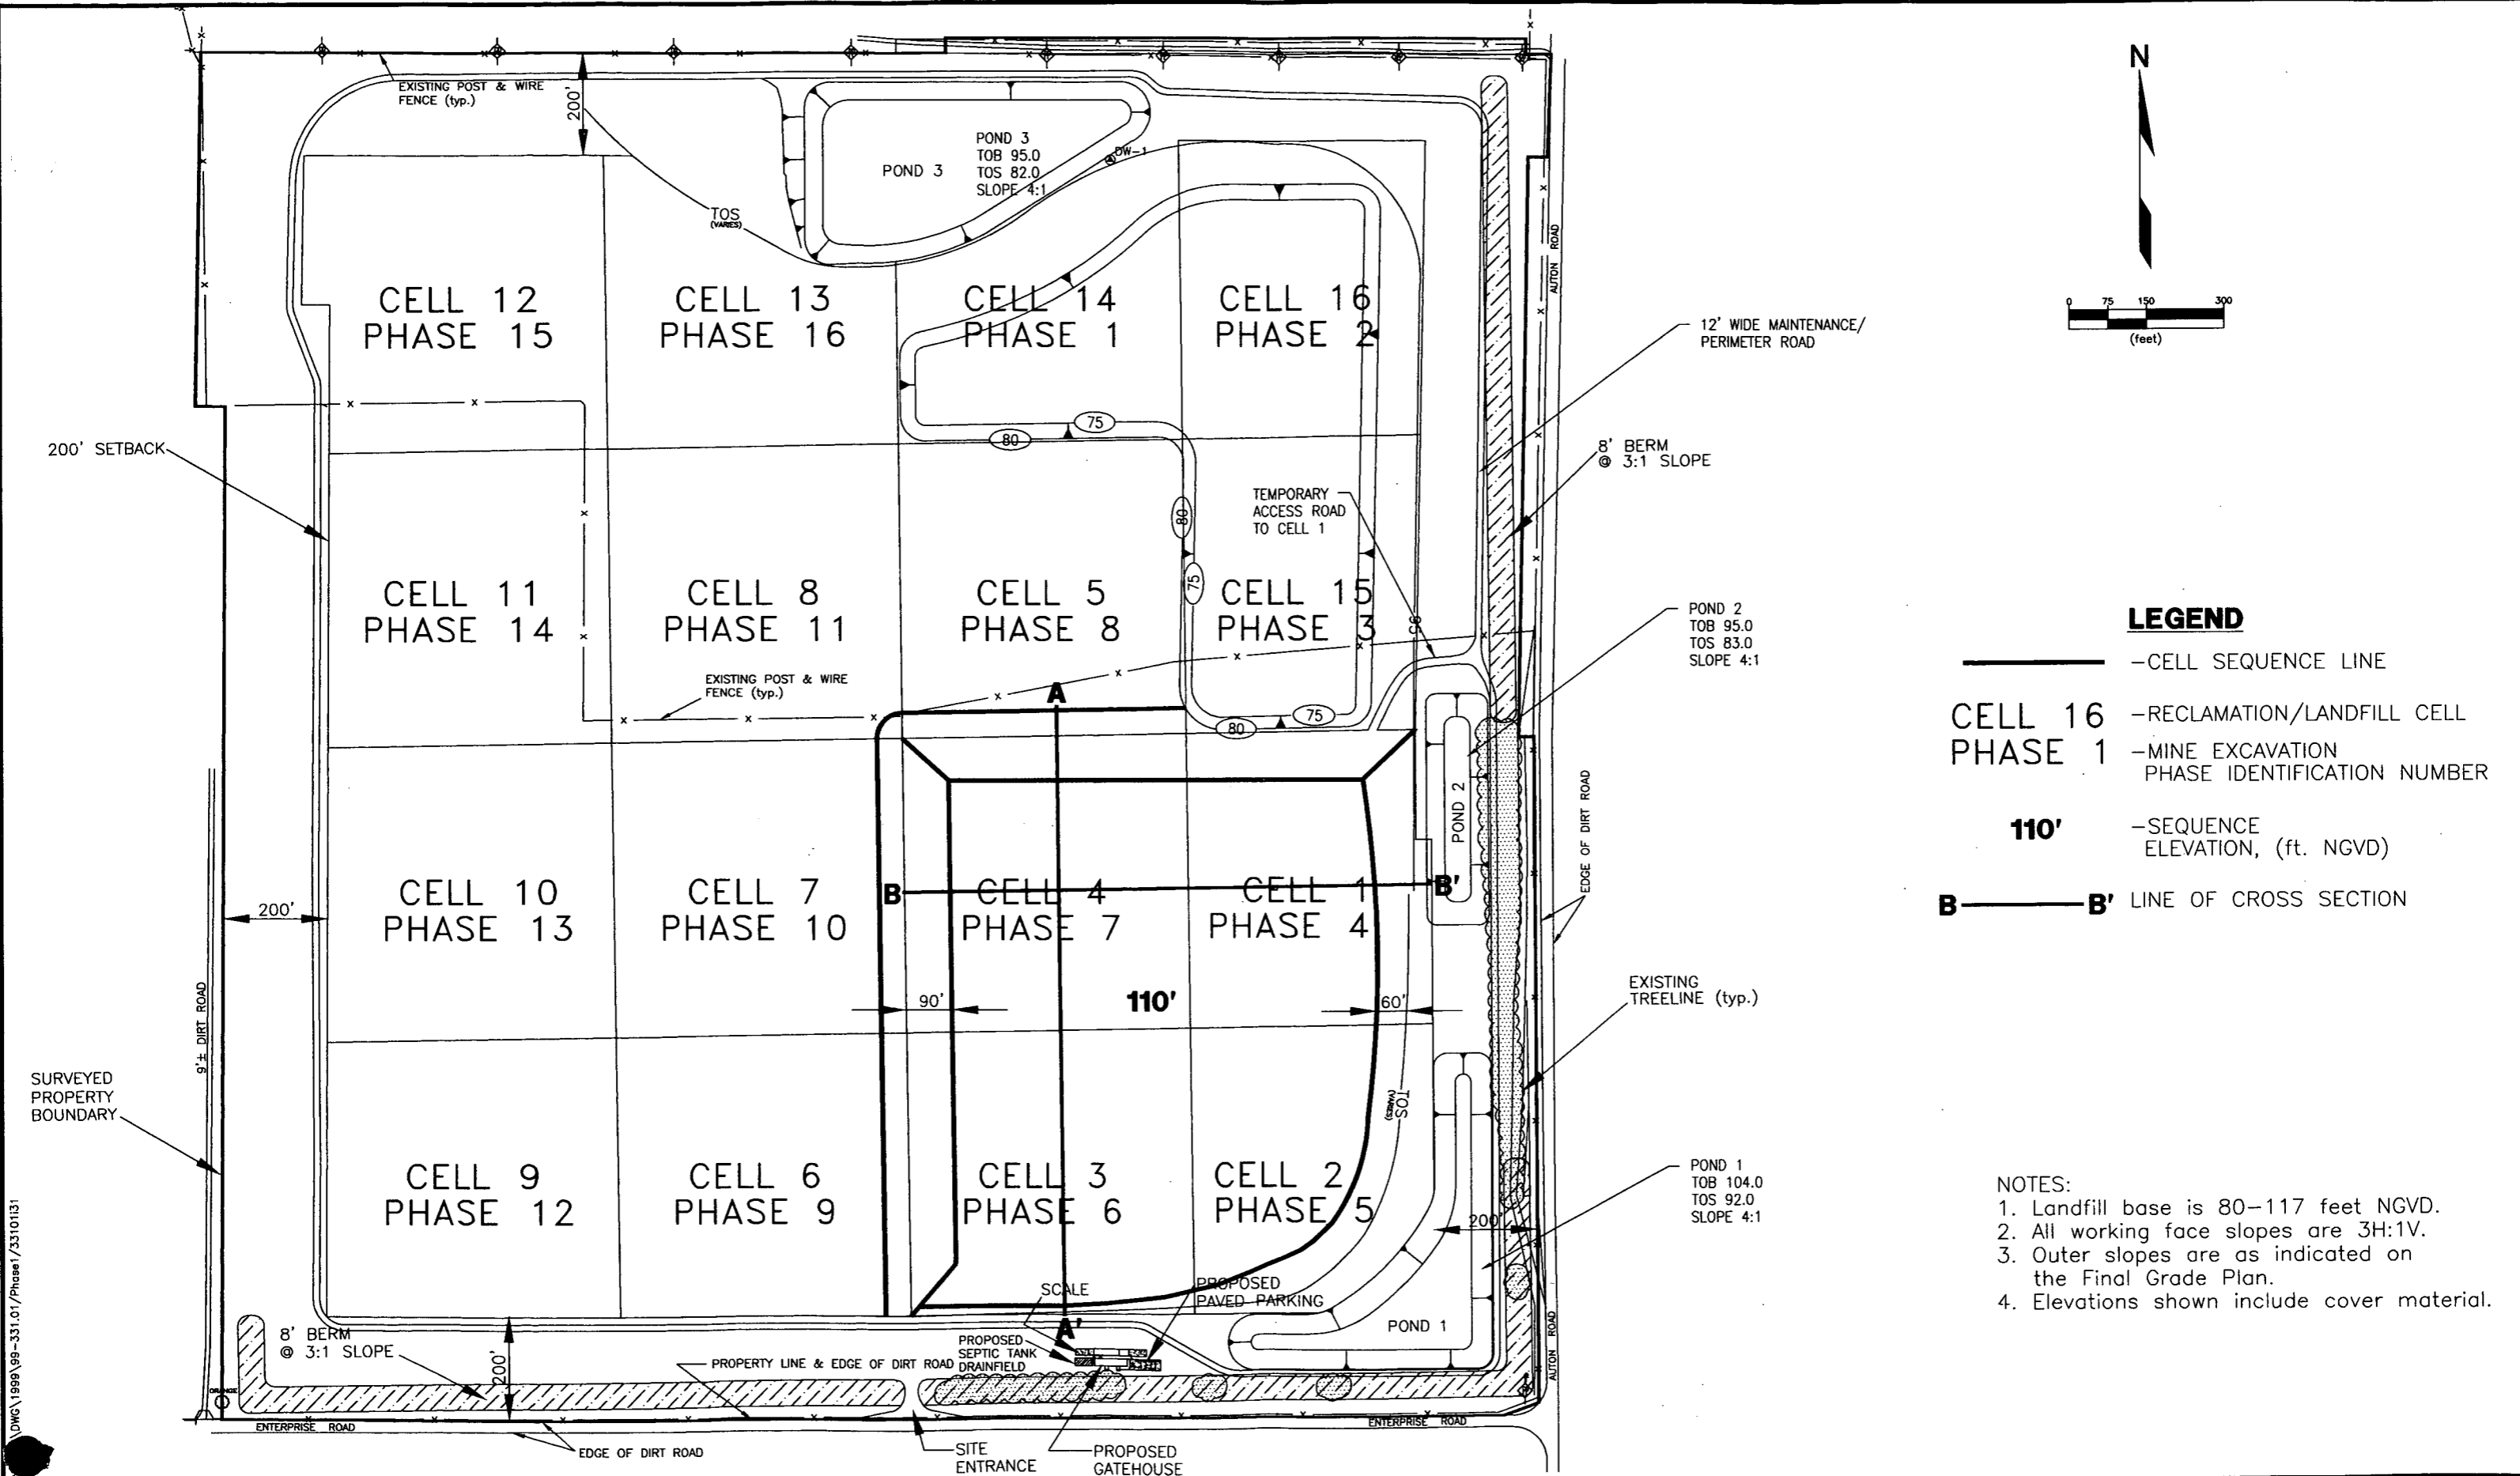 N
0 75 150 300
(feet)
EXISTING POST & WIRE
FENCE (typ.)
200'
POND 3
TOB 95.0
TOS 82.0
SLOPE 4:1
POND 3
DW-1
TOS
(VARIES)
AUTON ROAD
CELL 12
PHASE 15
CELL 13
PHASE 16
CELL 14
PHASE 1
CELL 16
PHASE 2
12' WIDE MAINTENANCE/
PERIMETER ROAD
200' SETBACK
75
80
8' BERM
@ 3:1 SLOPE
TEMPORARY
ACCESS ROAD
TO CELL 1
80
75
CELL 11
PHASE 14
CELL 8
PHASE 11
CELL 5
PHASE 8
CELL 15
PHASE 3
95
POND 2
TOB 95.0
TOS 83.0
SLOPE 4:1
EXISTING POST & WIRE
FENCE (typ.)
A
75
80
POND 2
EDGE OF DIRT ROAD
LEGEND
-CELL SEQUENCE LINE
CELL 16
-RECLAMATION/LANDFILL CELL
PHASE 1
-MINE EXCAVATION
PHASE IDENTIFICATION NUMBER
110'
-SEQUENCE
ELEVATION, (ft. NGVD)
B B' LINE OF CROSS SECTION
200'
CELL 10
PHASE 13
CELL 7
PHASE 10
B
CELL 4
PHASE 7
CELL 1
PHASE 4
B'
90'
110'
60'
9'± DIRT ROAD
EXISTING
TREELINE (typ.)
SURVEYED
PROPERTY
BOUNDARY
TOS
(VARIES)
CELL 9
PHASE 12
CELL 6
PHASE 9
CELL 3
PHASE 6
CELL 2
PHASE 5
200'
POND 1
TOB 104.0
TOS 92.0
SLOPE 4:1
NOTES:
1. Landfill base is 80-117 feet NGVD.
2. All working face slopes are 3H:1V.
3. Outer slopes are as indicated on
the Final Grade Plan.
4. Elevations shown include cover material.
SCALE
PROPOSED
PAVED PARKING
A'
POND 1
8' BERM
@ 3:1 SLOPE
200'
PROPOSED
SEPTIC TANK
DRAINFIELD
PROPERTY LINE & EDGE OF DIRT ROAD
AUTON ROAD
ORANGE
ENTERPRISE ROAD
ENTERPRISE ROAD
EDGE OF DIRT ROAD
SITE
ENTRANCE
PROPOSED
GATEHOUSE
\DWG\1999\99-331.01/Phase1/33101i31